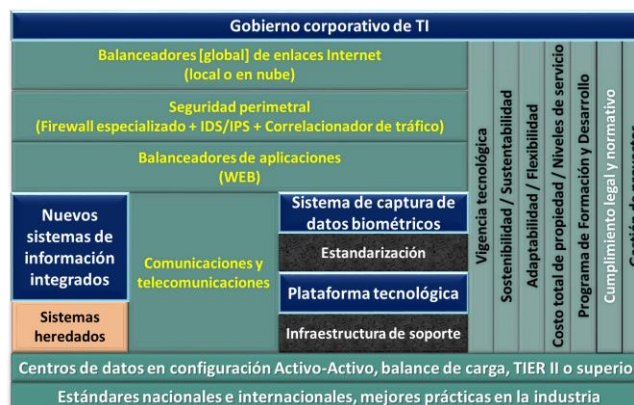 Gobierno corporativo de TI
Balanceadores [global] de enlaces Internet
(local o en nube)
Seguridad perimetral
(Firewall especializado + IDS/IPS + Correlacionador de tráfico)
Balanceadores de aplicaciones
(WEB)
Nuevos
sistemas de
información
integrados
Sistemas
heredados
Comunicaciones y
telecomunicaciones
Sistema de captura de
datos biométricos
Estandarización
Plataforma tecnológica
Infraestructura de soporte
Vigencia tecnológica
Sostenibilidad / Sustentabilidad
Adaptabilidad / Flexibilidad
Costo total de propiedad / Niveles de servicio
Programa de Formación y Desarrollo
Cumplimiento legal y normativo
Centros de datos en configuración Activo-Activo, balance de carga, TIER II o superio
Estándares nacionales e internacionales, mejores prácticas en la industria